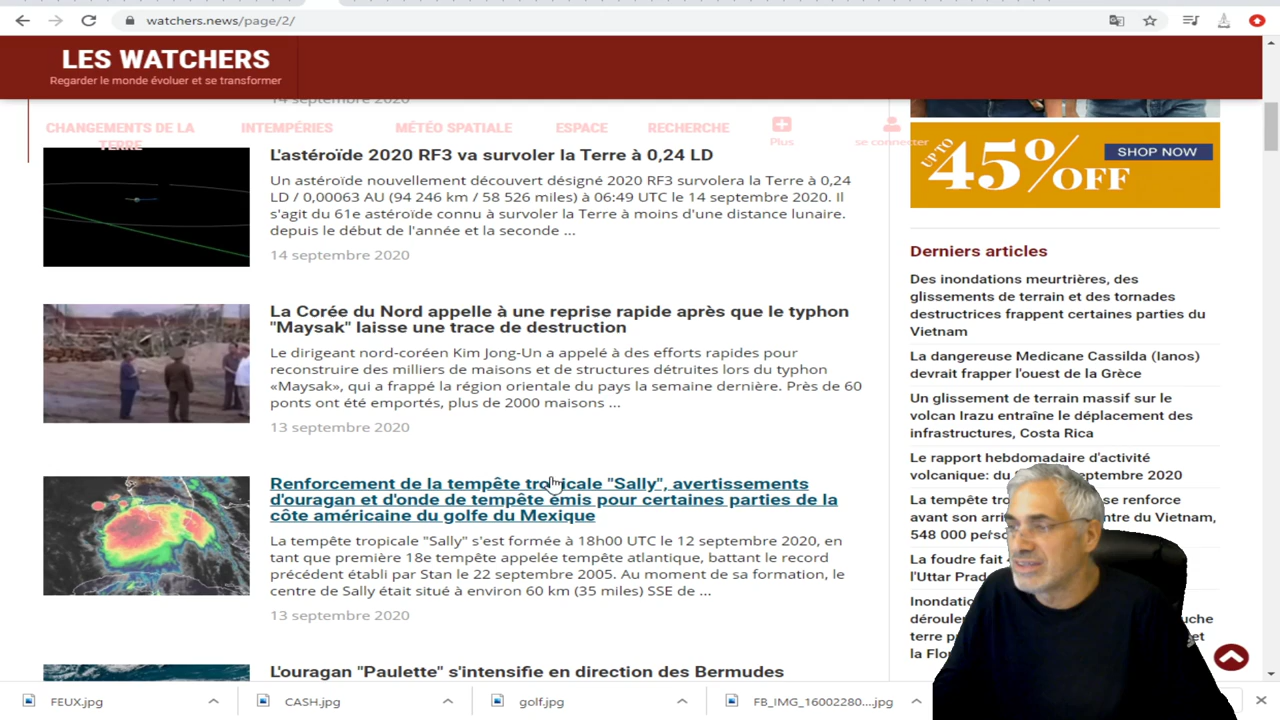 watchers.news/page/2/
LES WATCHERS
Regarder le monde évoluer et se transformer
14 septembre 2020
CHANGEMENTS DE LA TERRE
INTEMPÉRIES
MÉTÉO SPATIALE
ESPACE
RECHERCHE
Plus
se connecter
L'astéroïde 2020 RF3 va survoler la Terre à 0,24 LD
Un astéroïde nouvellement découvert désigné 2020 RF3 survolera la Terre à 0,24
LD / 0,00063 AU (94 246 km / 58 526 miles) à 06:49 UTC le 14 septembre 2020. Il
s'agit du 61e astéroïde connu à survoler la Terre à moins d'une distance lunaire.
depuis le début de l'année et la seconde ...
14 septembre 2020
La Corée du Nord appelle à une reprise rapide après que le typhon
"Maysak" laisse une trace de destruction
Le dirigeant nord-coréen Kim Jong-Un a appelé à des efforts rapides pour
reconstruire des milliers de maisons et de structures détruites lors du typhon
«Maysak», qui a frappé la région orientale du pays la semaine dernière. Près de 60
ponts ont été emportés, plus de 2000 maisons ...
13 septembre 2020
Renforcement de la tempête tropicale "Sally", avertissements
d'ouragan et d'onde de tempête émis pour certaines parties de la
côte américaine du golfe du Mexique
La tempête tropicale "Sally" s'est formée à 18h00 UTC le 12 septembre 2020, en
tant que première 18e tempête appelée tempête atlantique, battant le record
précédent établi par Stan le 22 septembre 2005. Au moment de sa formation, le
centre de Sally était situé à environ 60 km (35 miles) SSE de ...
13 septembre 2020
L'ouragan "Paulette" s'intensifie en direction des Bermudes
UP TO
45% OFF
SHOP NOW
Derniers articles
Des inondations meurtrières, des
glissements de terrain et des tornades
destructrices frappent certaines parties du
Vietnam
La dangereuse Medicane Cassilda (Ianos)
devrait frapper l'ouest de la Grèce
Un glissement de terrain massif sur le
volcan Irazu entraîne le déplacement des
infrastructures, Costa Rica
Le rapport hebdomadaire d'activité
volcanique: du septembre 2020
La tempête se renforce
avant son centre du Vietnam,
548 000
La foudre fait
l'Uttar
terre et
la
FEUX.jpg
CASH.jpg
golf.jpg
FB_IMG_16002280....jpg